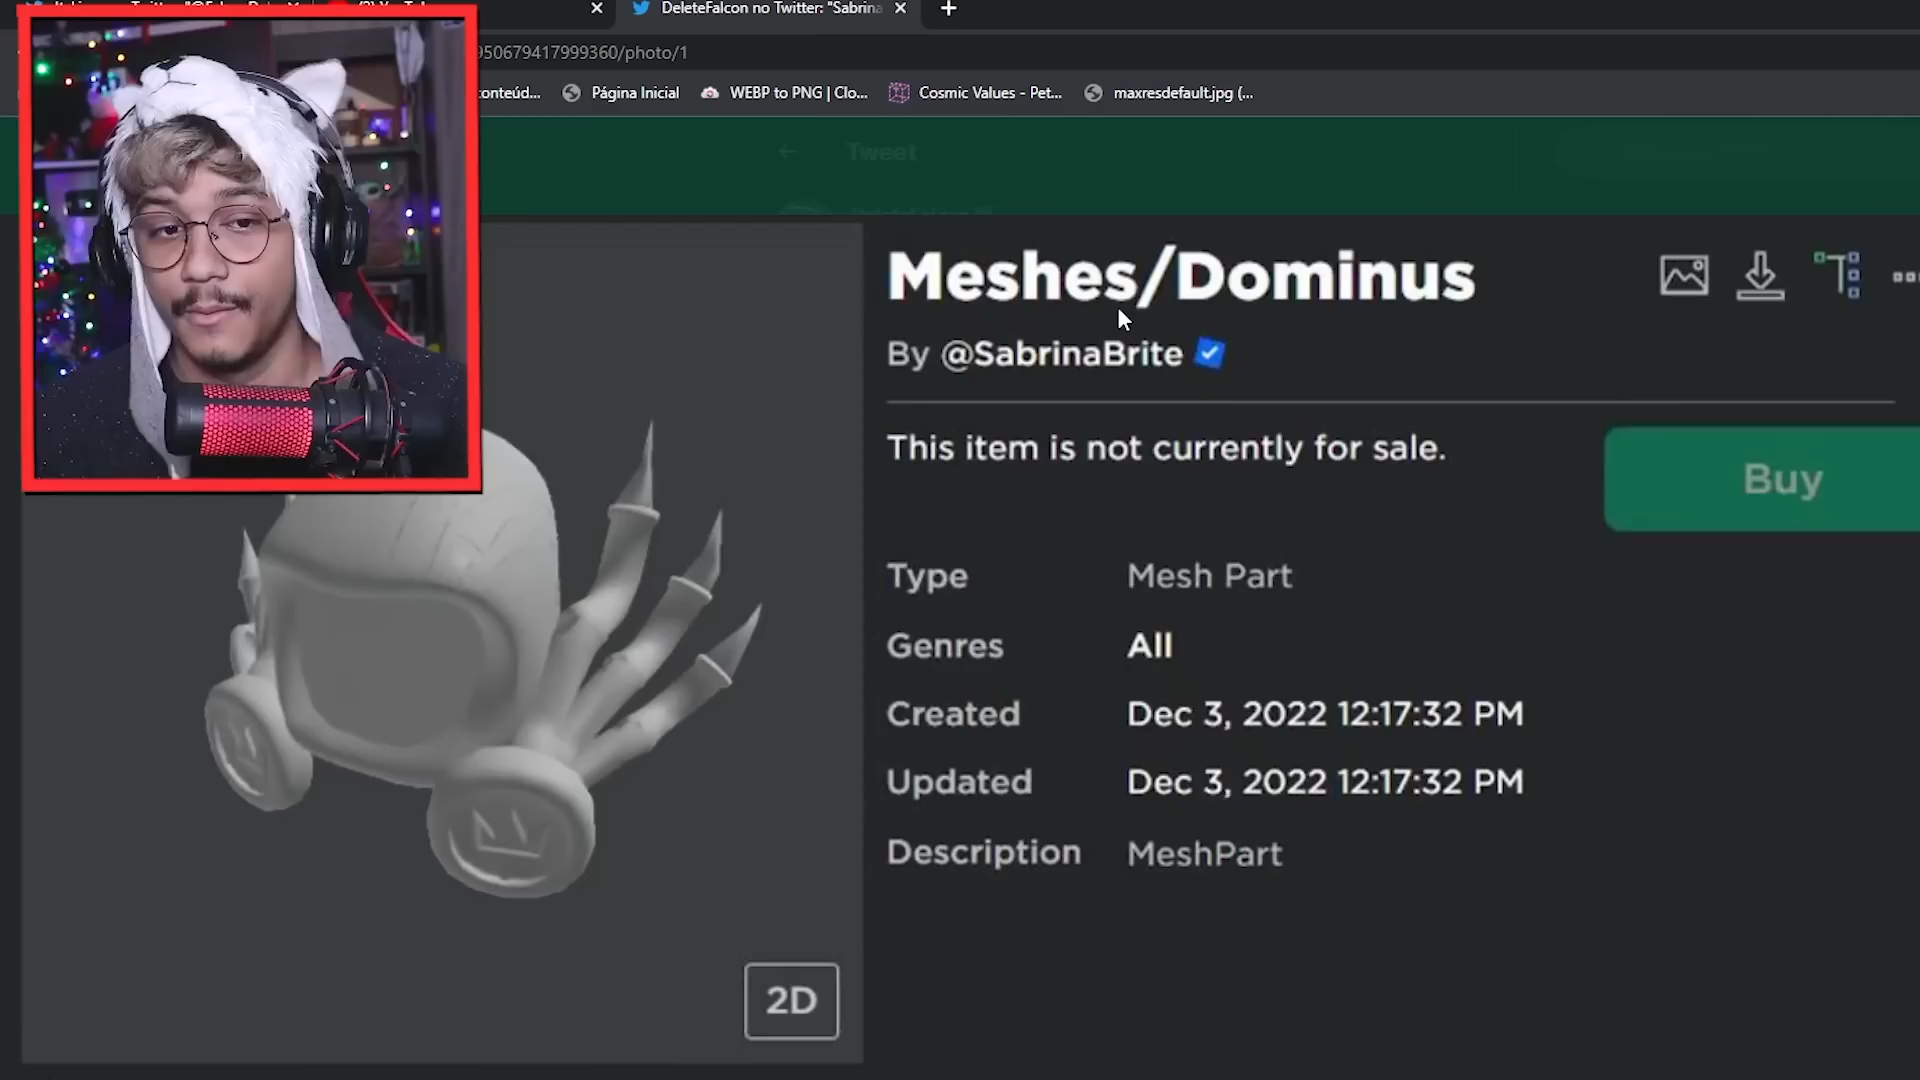 DeleteFalcon no Twitter: "Sabrina
950679417999360/photo/1
conteúd...
Página Inicial
WEBP to PNG | Clo...
Cosmic Values - Pet...
maxresdefault.jpg (...
Tweet
Meshes/Dominus
By @SabrinaBrite
This item is not currently for sale.
Buy
Type Mesh Part
Genres All
Created Dec 3, 2022 12:17:32 PM
Updated Dec 3, 2022 12:17:32 PM
Description MeshPart
2D